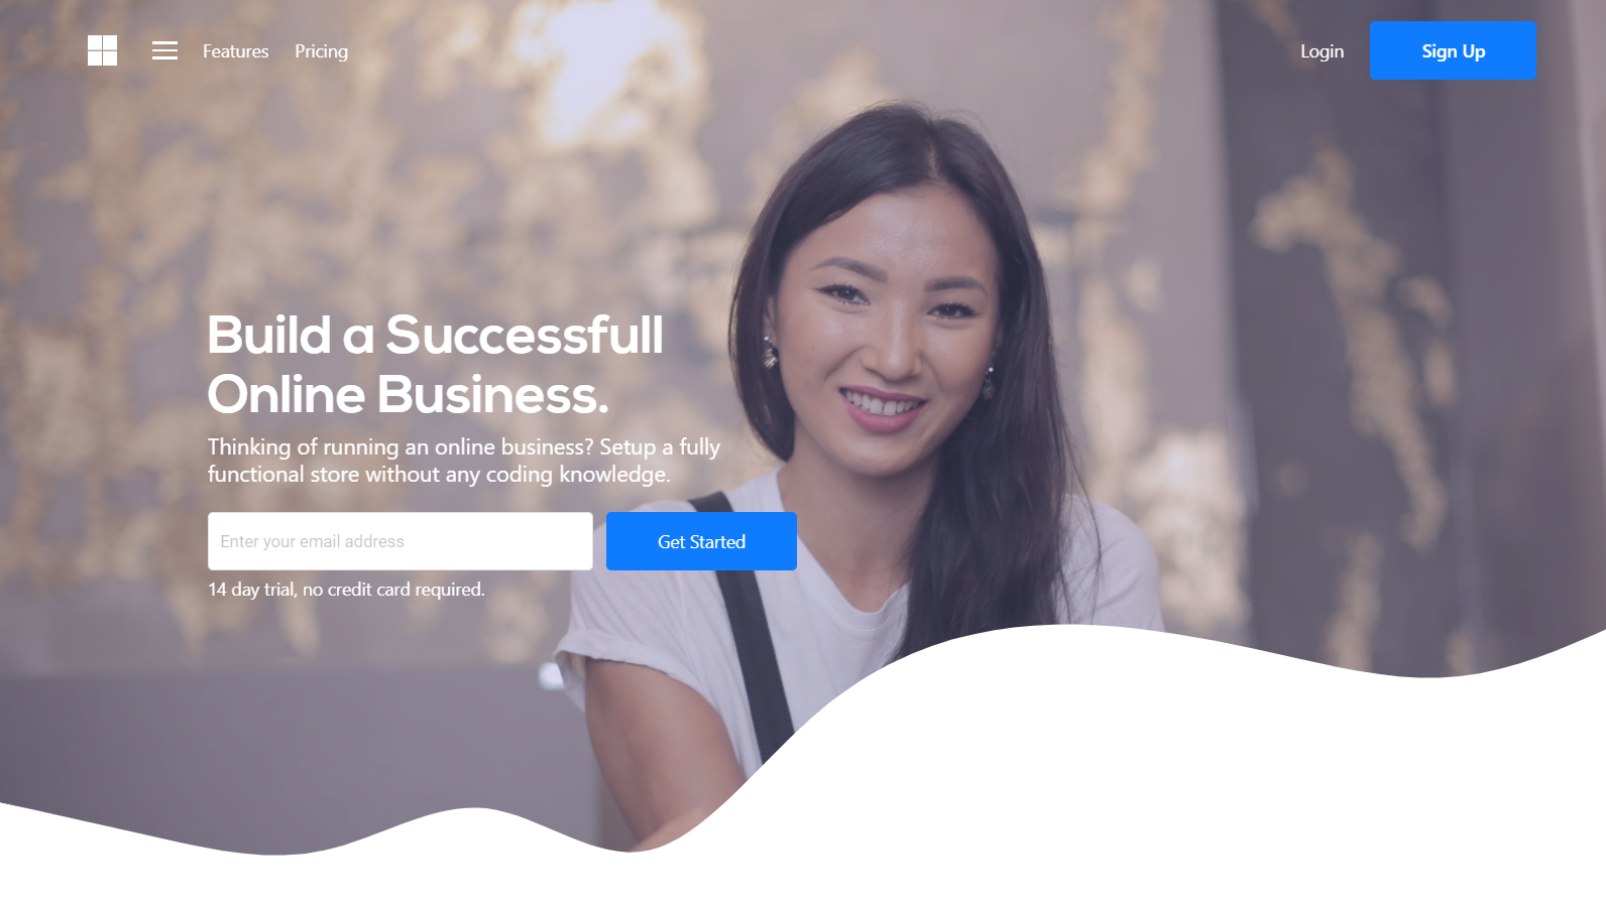 Features Pricing Login Sign Up
Build a Successfull
Online Business.
Thinking of running an online business? Setup a fully
functional store without any coding knowledge.
Enter your email address Get Started
14 day trial, no credit card required.